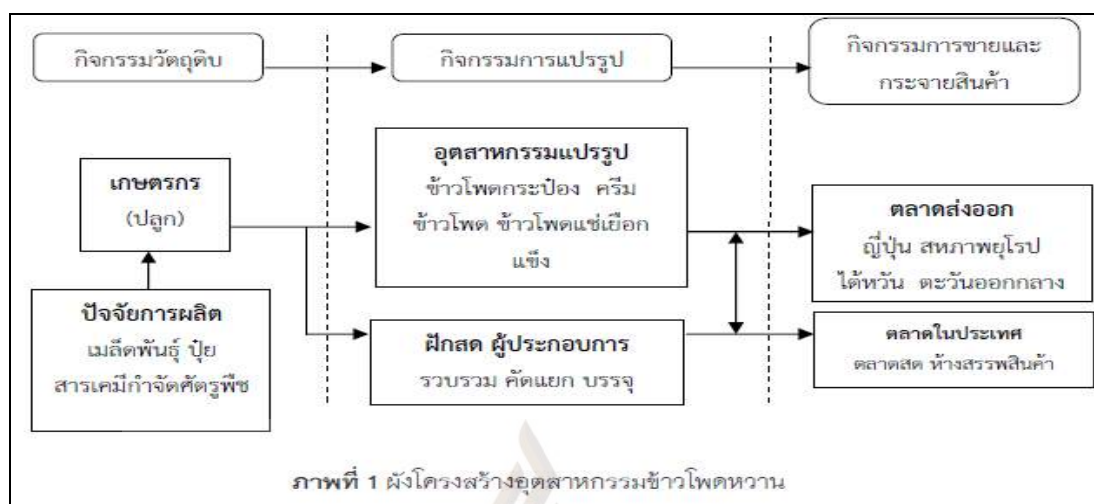 กิจกรรมวัตถุดิบ
กิจกรรมการแปรรูป
กิจกรรมการขายและ
กระจายสินค้า
เกษตรกร
(ปลูก)
ปัจจัยการผลิต
เมล็ดพันธุ์ ปุ๋ย
สารเคมีกำจัดศัตรูพืช
อุตสาหกรรมแปรรูป
ข้าวโพดกระป๋อง ครีม
ข้าวโพด ข้าวโพดแช่เยือก
แข็ง
ฝักสด ผู้ประกอบการ
รวบรวม คัดแยก บรรจุ
ตลาดส่งออก
ญี่ปุ่น สหภาพยุโรป
ไต้หวัน ตะวันออกกลาง
ตลาดในประเทศ
ตลาดสด ห้างสรรพสินค้า
ภาพที่ 1 ผังโครงสร้างอุตสาหกรรมข้าวโพดหวาน